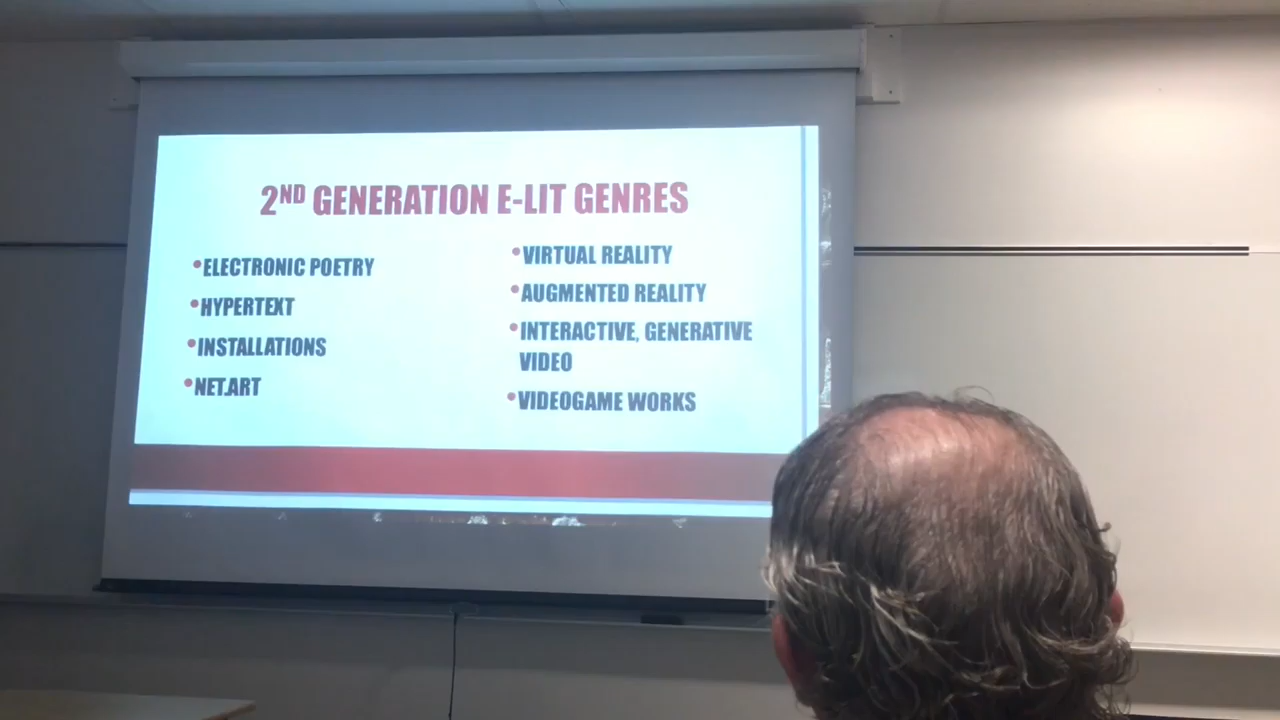 2ND GENERATION E-LIT GENRES
•ELECTRONIC POETRY
•HYPERTEXT
•INSTALLATIONS
•NET.ART
•VIRTUAL REALITY
•AUGMENTED REALITY
•INTERACTIVE, GENERATIVE
VIDEO
•VIDEOGAME WORKS